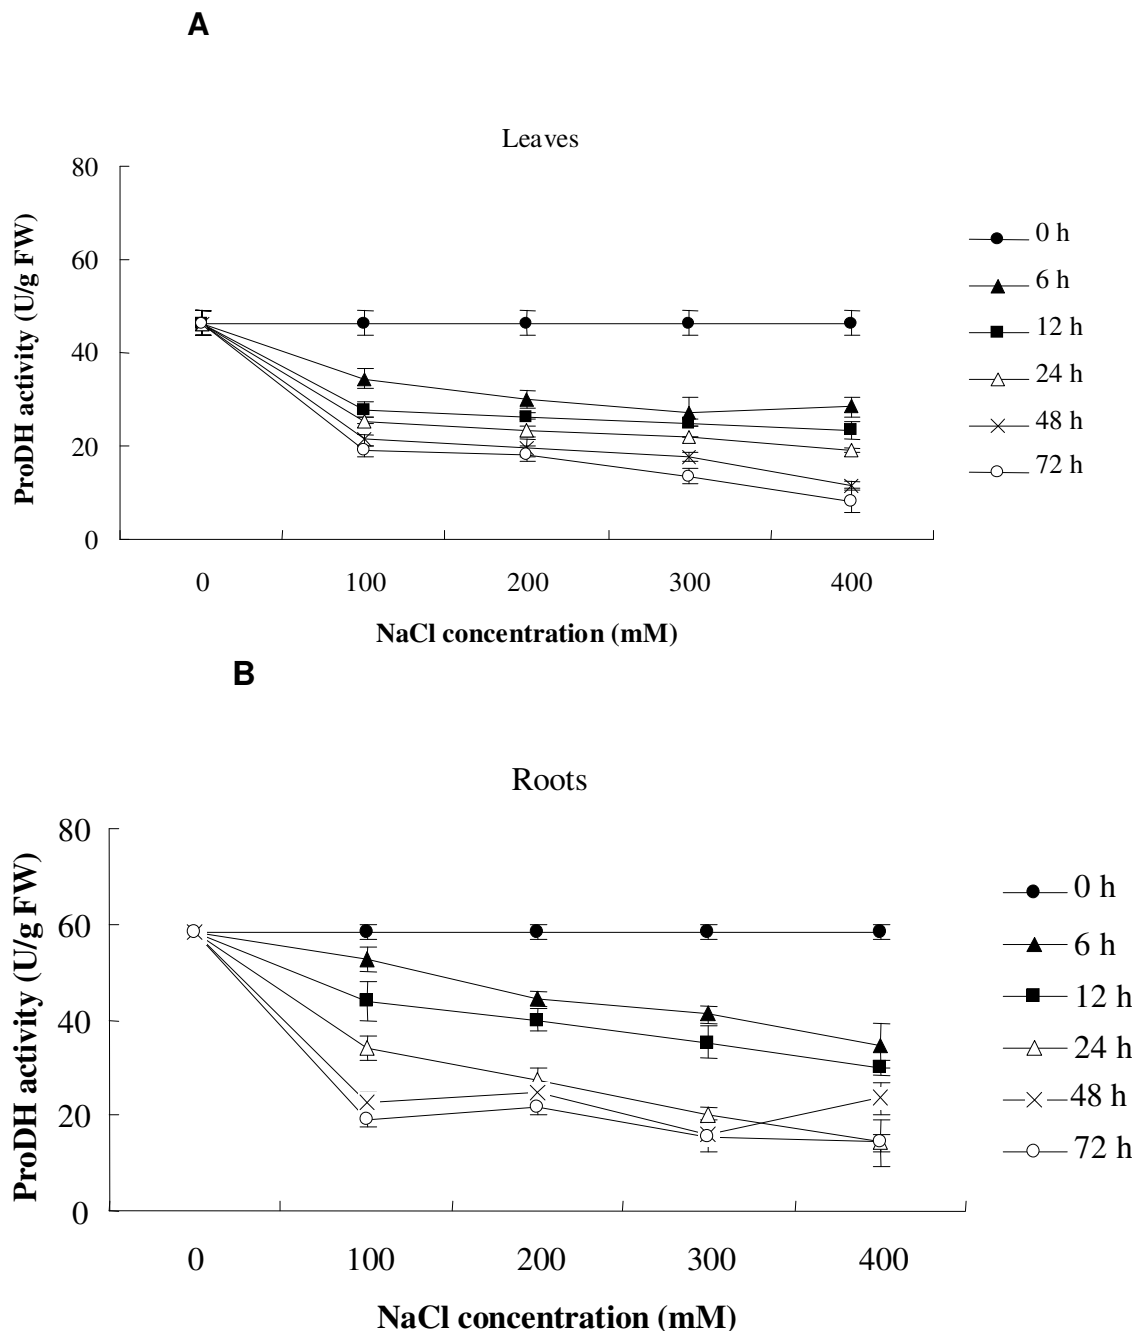 A
Leaves
ProDH activity (U/g FW)
80
60
40
20
0
0 100 200 300 400
NaCl concentration (mM)
0 h
6 h
12 h
24 h
48 h
72 h
B
Roots
ProDH activity (U/g FW)
80
60
40
20
0
0 100 200 300 400
NaCl concentration (mM)
0 h
6 h
12 h
24 h
48 h
72 h